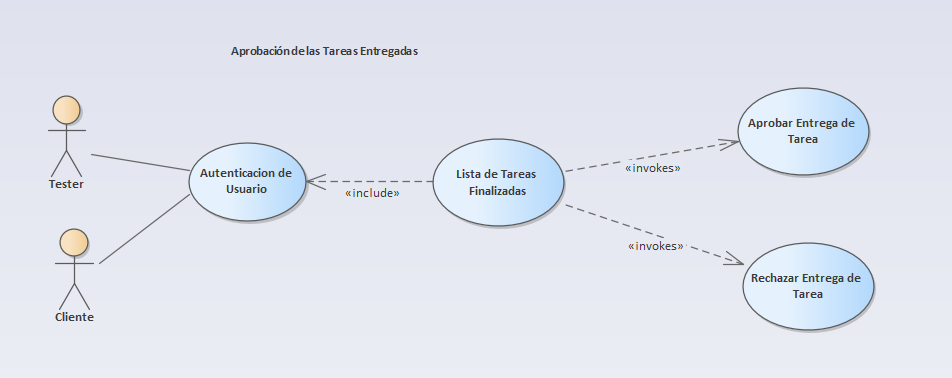 Aprobación de las Tareas Entregadas
Tester
Cliente
Autenticacion de
Usuario
«include»
Lista de Tareas
Finalizadas
«invokes»
«invokes»
Aprobar Entrega de
Tarea
Rechazar Entrega de
Tarea